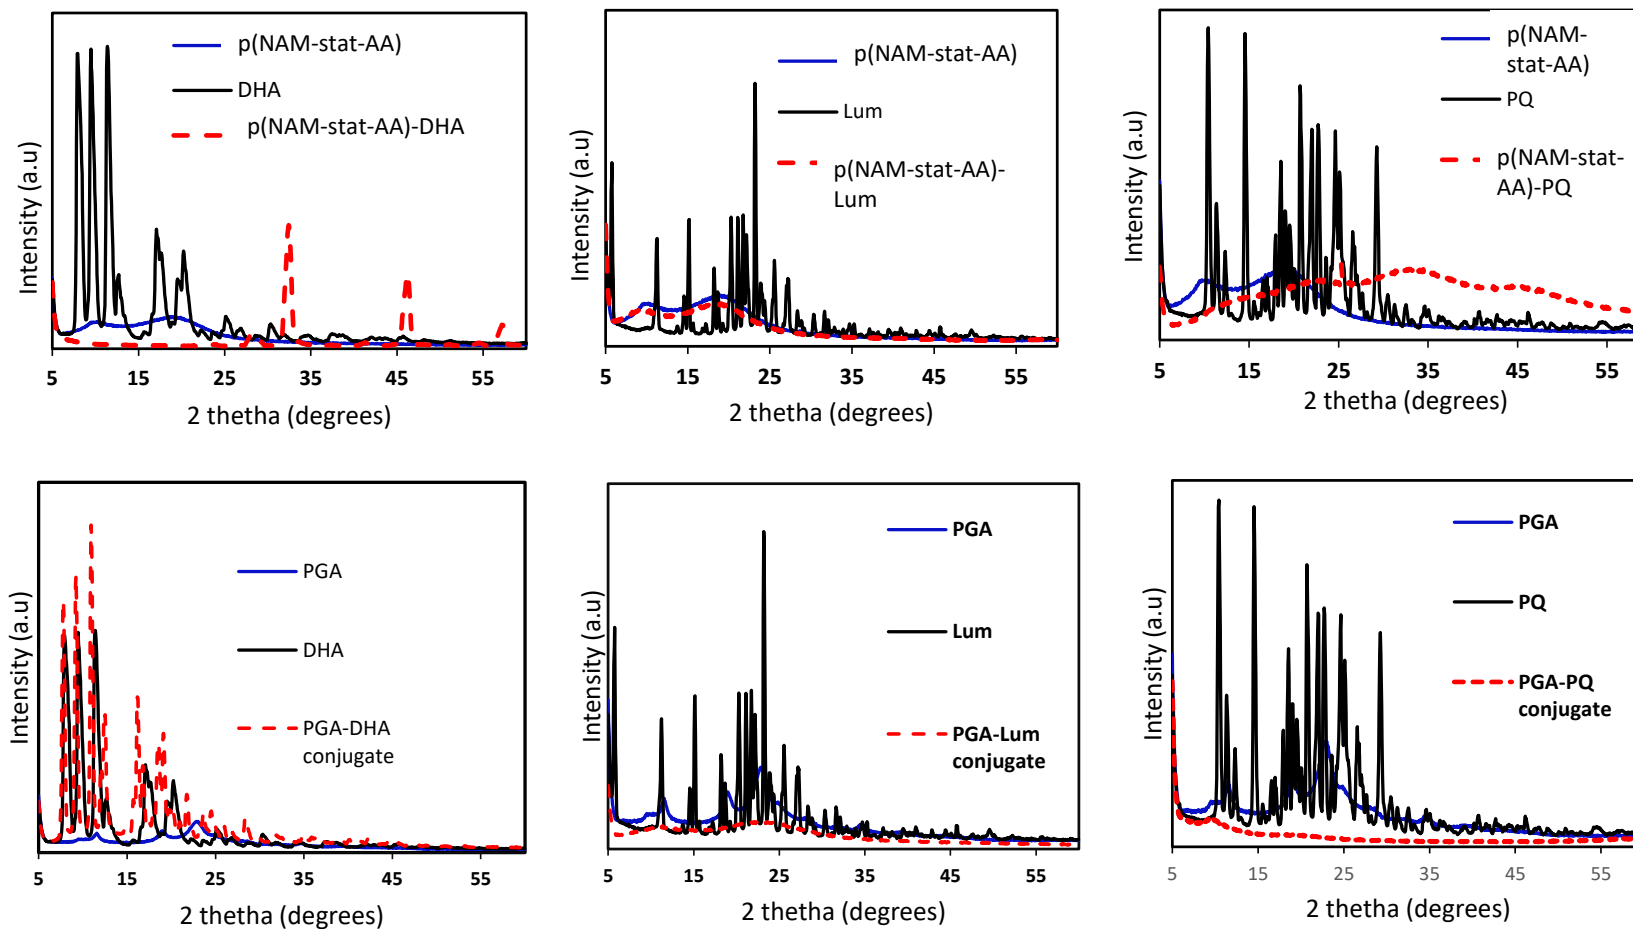 Intensity (a.u)
p(NAM-stat-AA)
DHA
p(NAM-stat-AA)-DHA
5 15 25 35 45 55
2 thetha (degrees)
Intensity (a.u)
p(NAM-stat-AA)
Lum
p(NAM-stat-AA)-
Lum
5 15 25 35 45 55
2 thetha (degrees)
Intensity (a.u)
p(NAM-
stat-AA)
PQ
p(NAM-stat-
AA)-PQ
5 15 25 35 45 55
2 thetha (degrees)
Intensity (a.u)
PGA
DHA
PGA-DHA
conjugate
5 15 25 35 45 55
2 thetha (degrees)
Intensity (a.u)
PGA
Lum
PGA-Lum
conjugate
5 15 25 35 45 55
2 thetha (degrees)
Intensity (a.u)
PGA
PQ
PGA-PQ
conjugate
5 15 25 35 45 55
2 thetha (degrees)